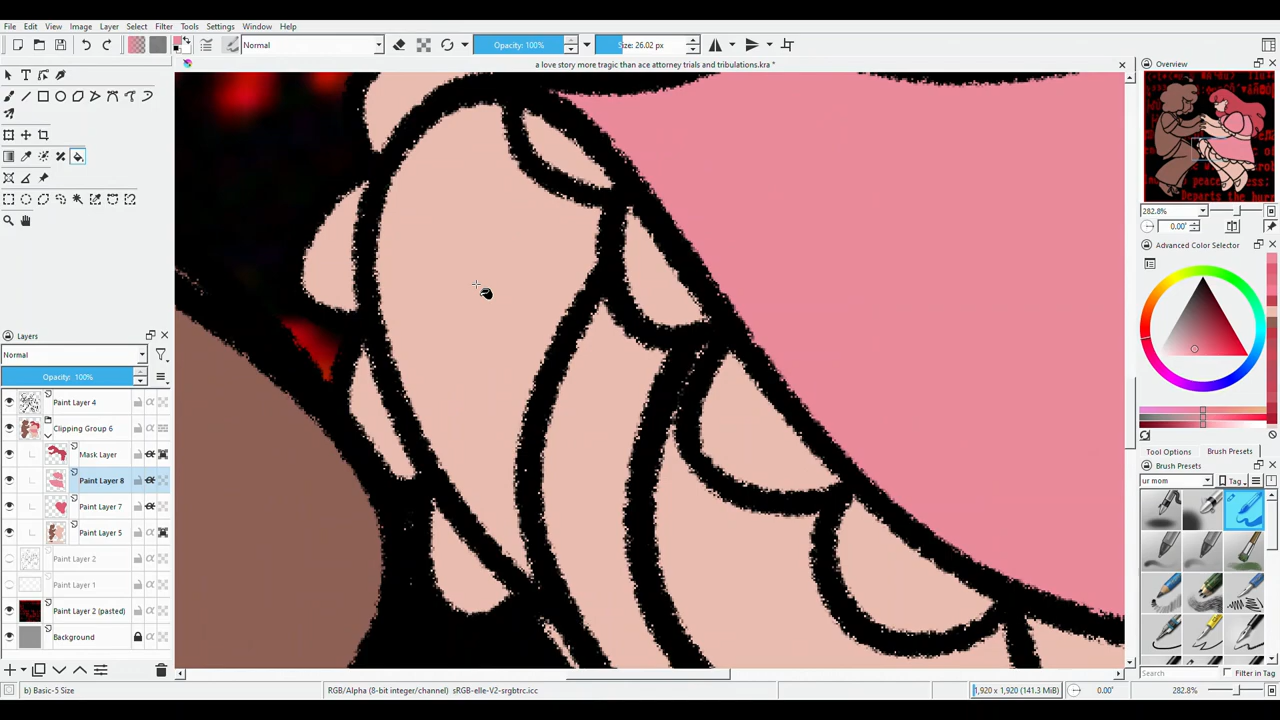 File Edit View Image Layer Select Filter Tools Settings Window Help
Normal Opacity: 100% Size: 26.02 px
a love story more tragic than ace attorney trials and tribulations.kra *
Overview
282.8%
0.00'
Advanced Color Selector
Layers
Normal
Opacity: 100%
Paint Layer 4
Clipping Group 6
Mask Layer
Paint Layer 8
Paint Layer 7
Paint Layer 5
Paint Layer 2
Paint Layer 1
Paint Layer 2 (pasted)
Background
Tool Options Brush Presets
Brush Presets
ur mom Tag
Search Filter in Tag
b) Basic-5 Size RGB/Alpha (8-bit integer/channel) sRGB-elle-V2-srgbtrc.icc 1,920 x 1,920 (141.3 MiB) 0.00' 282.8%